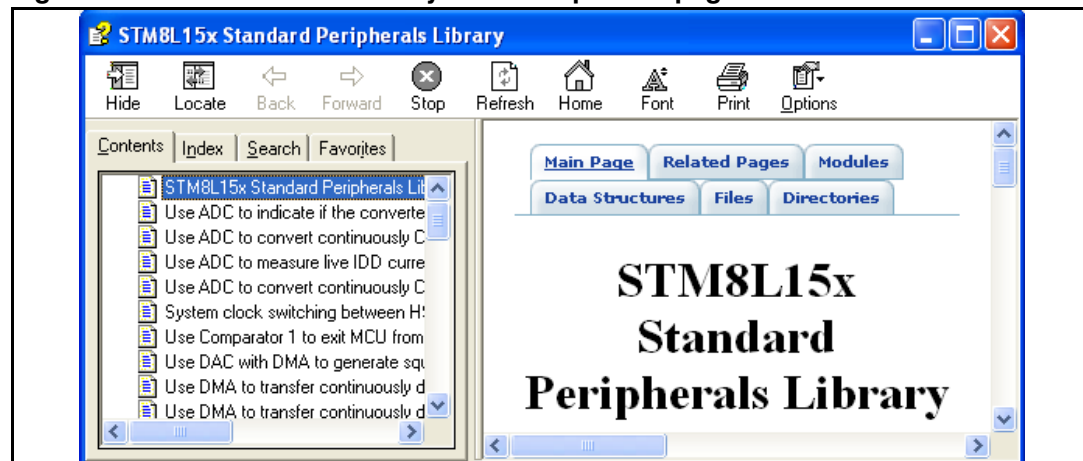 STM8L15x Standard Peripherals Library
Hide Locate Back Forward Stop Refresh Home Font Print Options
Contents Index Search Favorites
STM8L15x Standard Peripherals Lib
Use ADC to indicate if the converte
Use ADC to convert continuously C
Use ADC to measure live IDD curre
Use ADC to convert continuously C
System clock switching between HS
Use Comparator 1 to exit MCU from
Use DAC with DMA to generate squ
Use DMA to transfer continuously d
Use DMA to transfer continuously d
Main Page Related Pages Modules
Data Structures Files Directories
STM8L15x
Standard
Peripherals Library